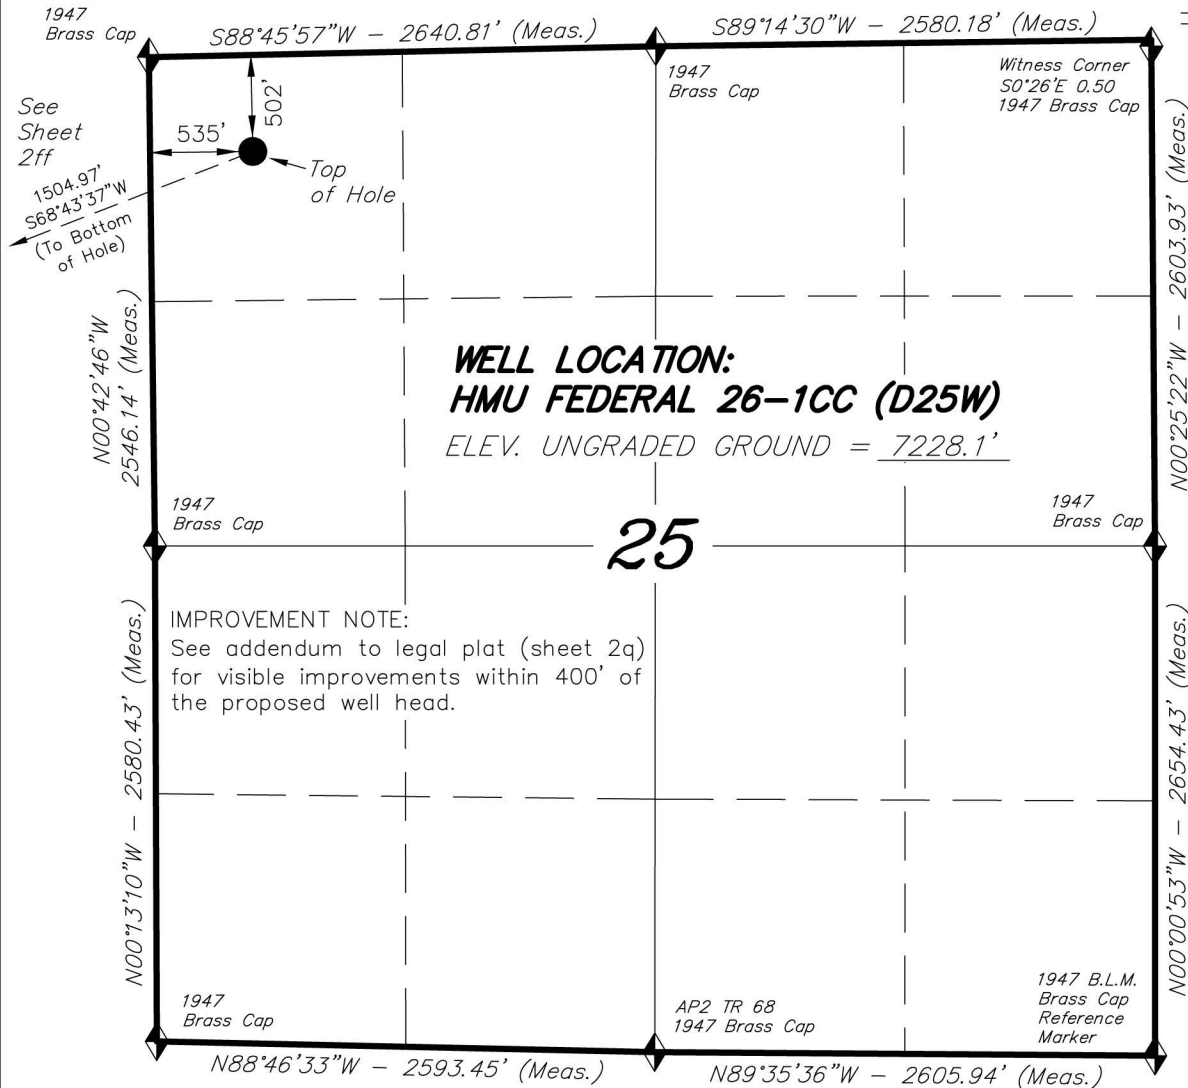 1947
Brass Cap
S88°45'57"W - 2640.81' (Meas.)
S89°14'30"W - 2580.18' (Meas.)
1947
Brass Cap
Witness Corner
S0°26'E 0.50
1947 Brass Cap
See
Sheet
2ff
502'
535'
Top
of Hole
1504.97'
S68°43'37"W
(To Bottom
of Hole)
N00°25'22"W - 2603.93' (Meas.)
N00°42'46"W
2546.14' (Meas.)
WELL LOCATION:
HMU FEDERAL 26-1CC (D25W)
ELEV. UNGRADED GROUND = 7228.1'
1947
Brass Cap
1947
Brass Cap
25
IMPROVEMENT NOTE:
See addendum to legal plat (sheet 2q)
for visible improvements within 400' of
the proposed well head.
N00°13'10"W - 2580.43' (Meas.)
N00°00'53"W - 2654.43' (Meas.)
1947
Brass Cap
AP2 TR 68
1947 Brass Cap
1947 B.L.M.
Brass Cap
Reference
Marker
N88°46'33"W - 2593.45' (Meas.)
N89°35'36"W - 2605.94' (Meas.)